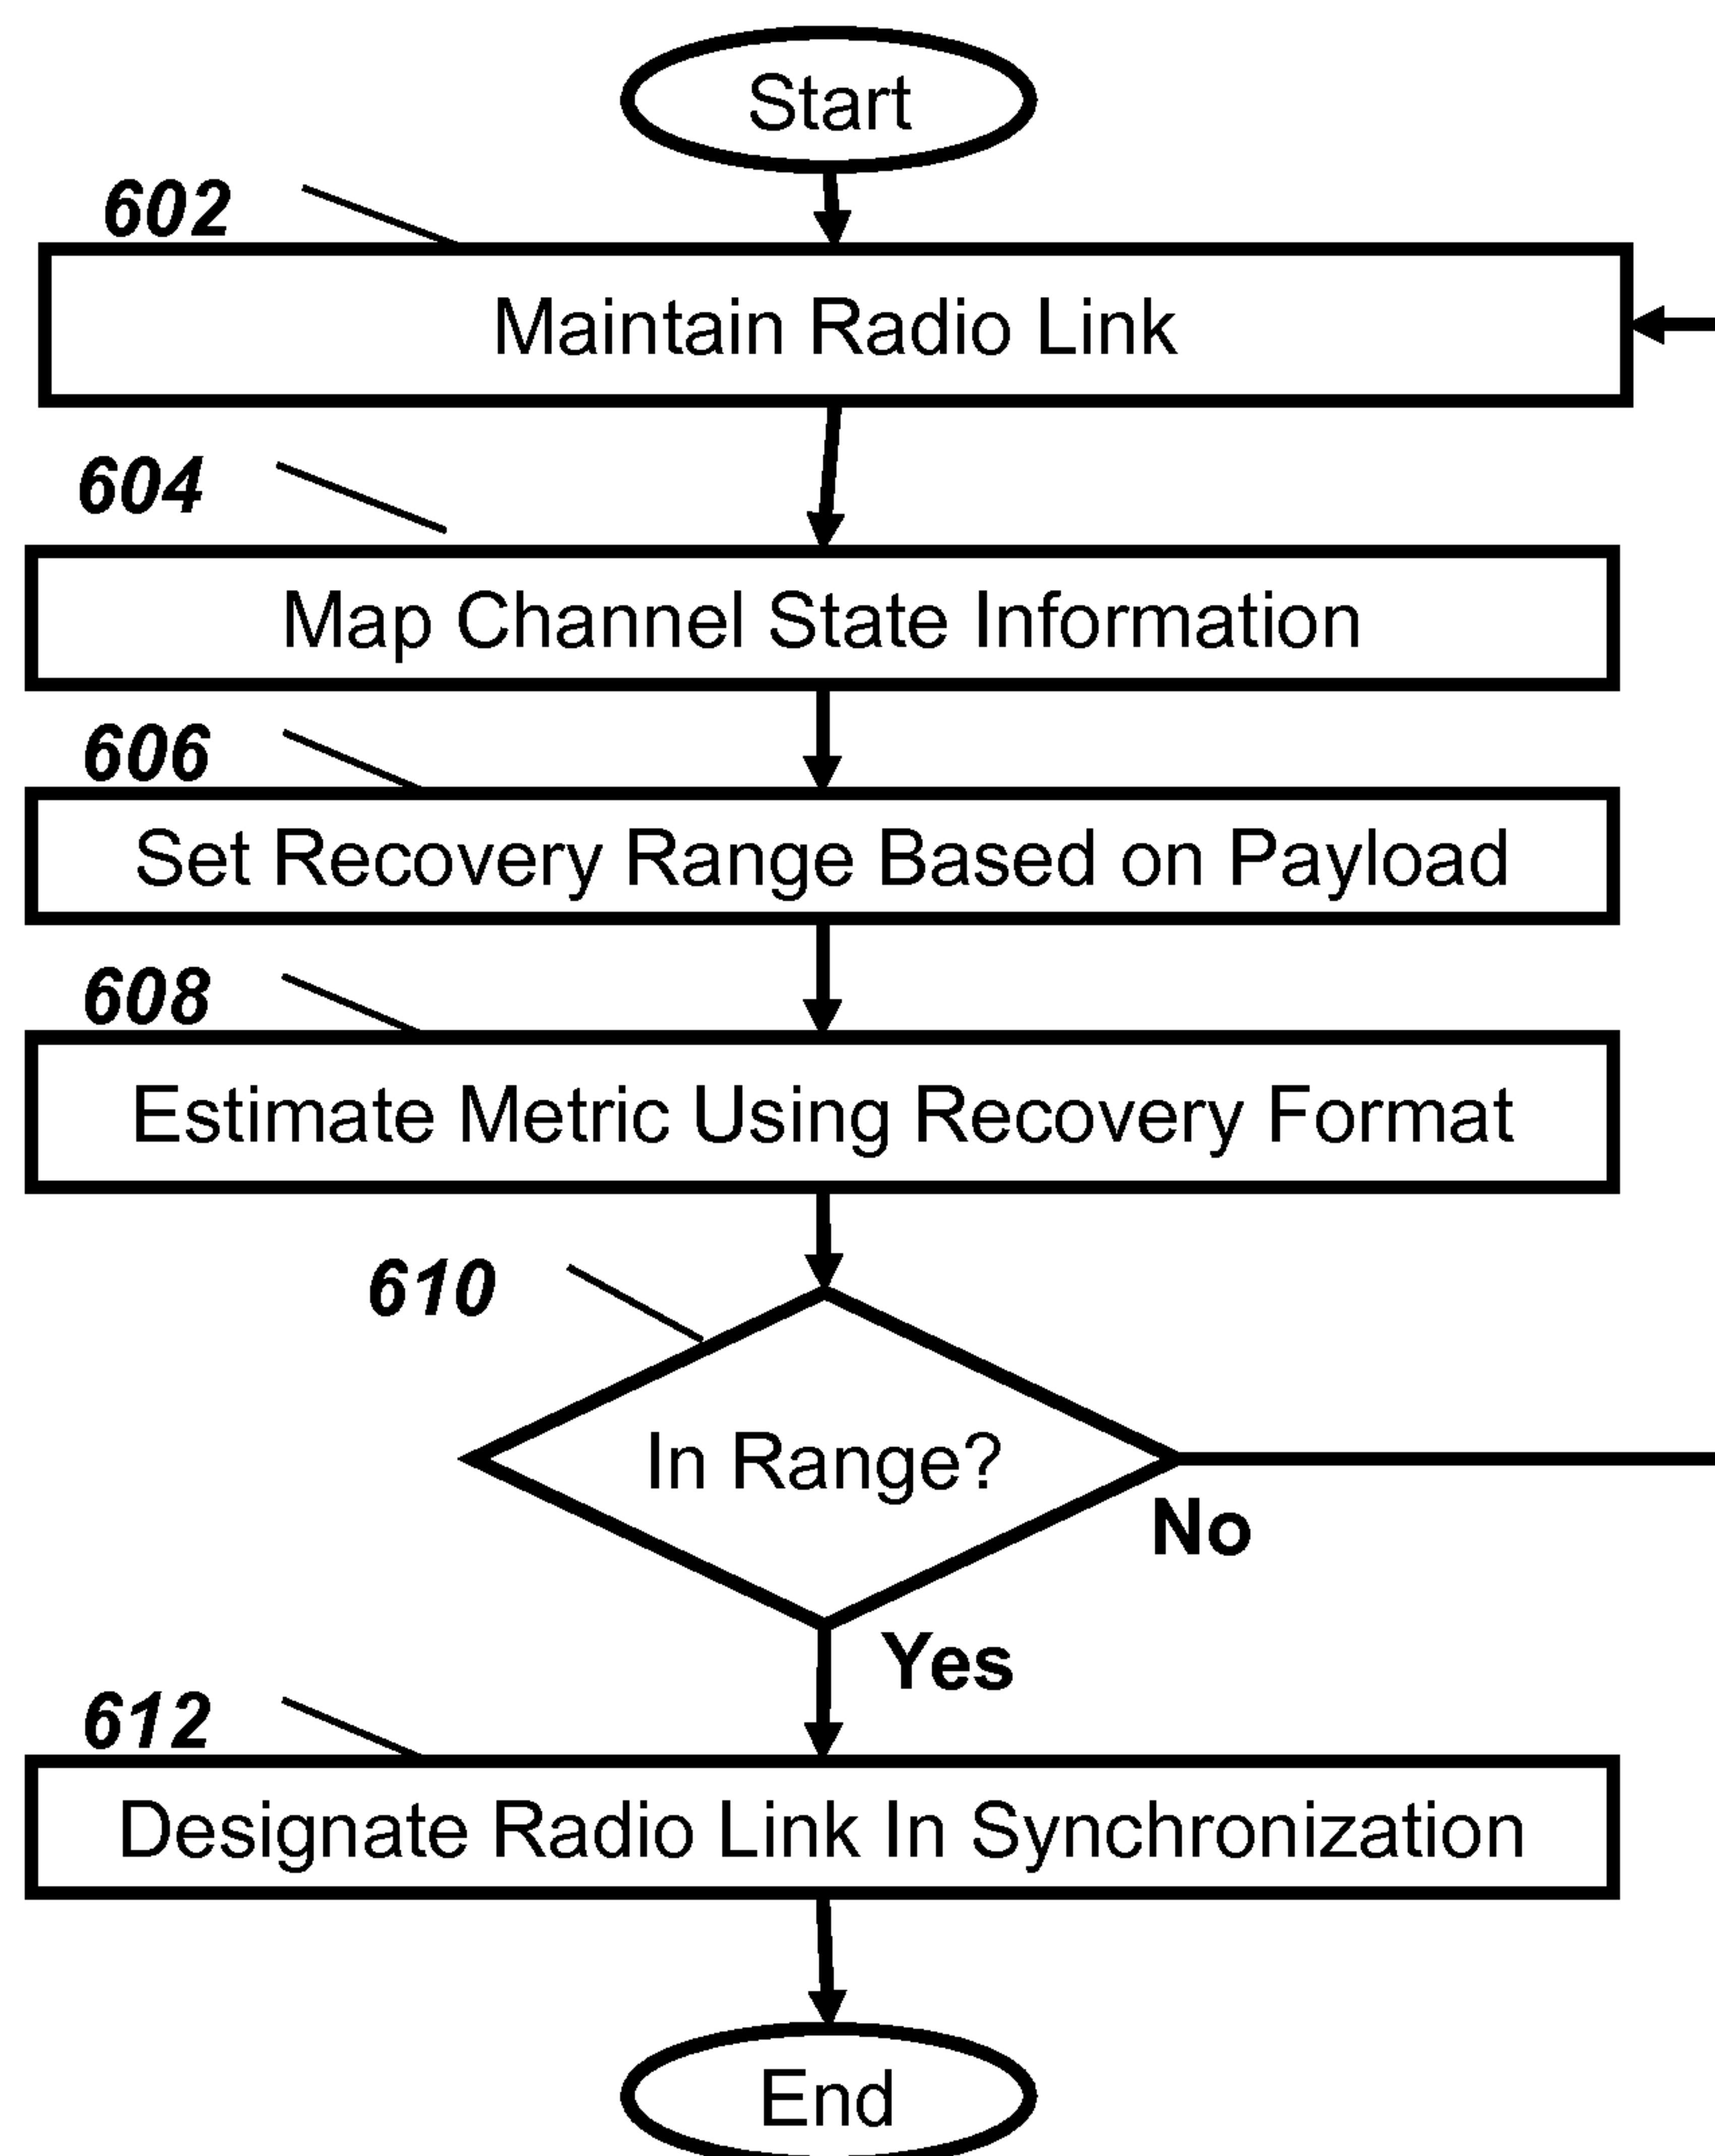 Start
602
Maintain Radio Link
604
Map Channel State Information
606
Set Recovery Range Based on Payload
608
Estimate Metric Using Recovery Format
610
In Range?
No
Yes
612
Designate Radio Link In Synchronization
End